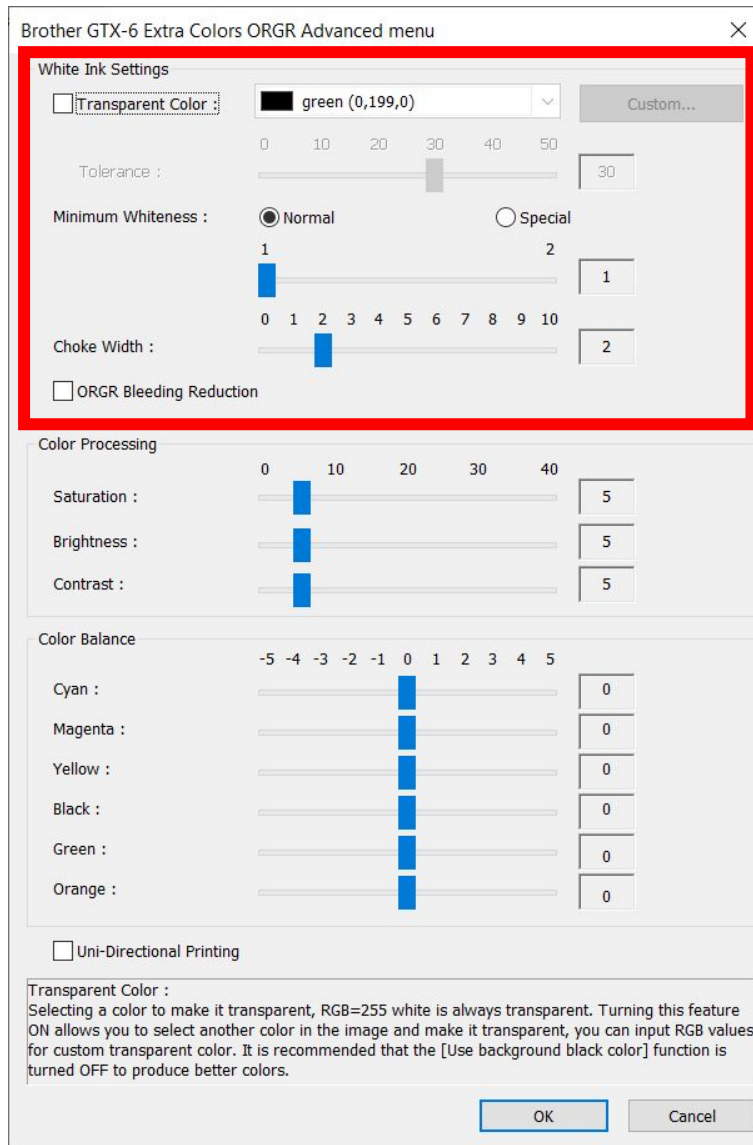 Brother GTX-6 Extra Colors ORGR Advanced menu
White Ink Settings
Transparent Color : green (0,199,0) Custom...
0 10 20 30 40 50
Tolerance : 30
Minimum Whiteness : Normal Special
1 2
1
0 1 2 3 4 5 6 7 8 9 10
Choke Width : 2
ORGR Bleeding Reduction
Color Processing
0 10 20 30 40
Saturation : 5
Brightness : 5
Contrast : 5
Color Balance
-5 -4 -3 -2 -1 0 1 2 3 4 5
Cyan : 0
Magenta : 0
Yellow : 0
Black : 0
Green : 0
Orange : 0
Uni-Directional Printing
Transparent Color :
Selecting a color to make it transparent, RGB=255 white is always transparent. Turning this feature
ON allows you to select another color in the image and make it transparent, you can input RGB values
for custom transparent color. It is recommended that the [Use background black color] function is
turned OFF to produce better colors.
OK Cancel